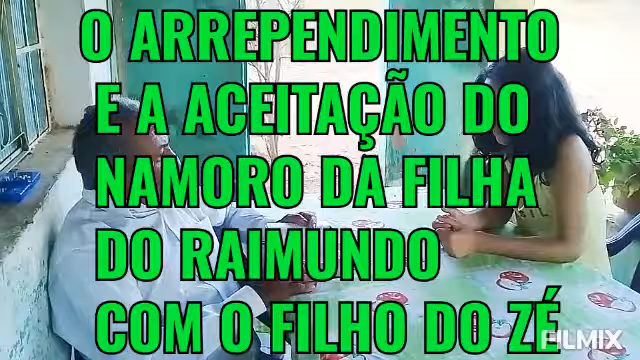 O ARREPENDIMENTO
E A ACEITAÇÃO DO
NAMORO DA FILHA
DO RAIMUNDO
COM O FILHO DO ZÉ
FILMIX